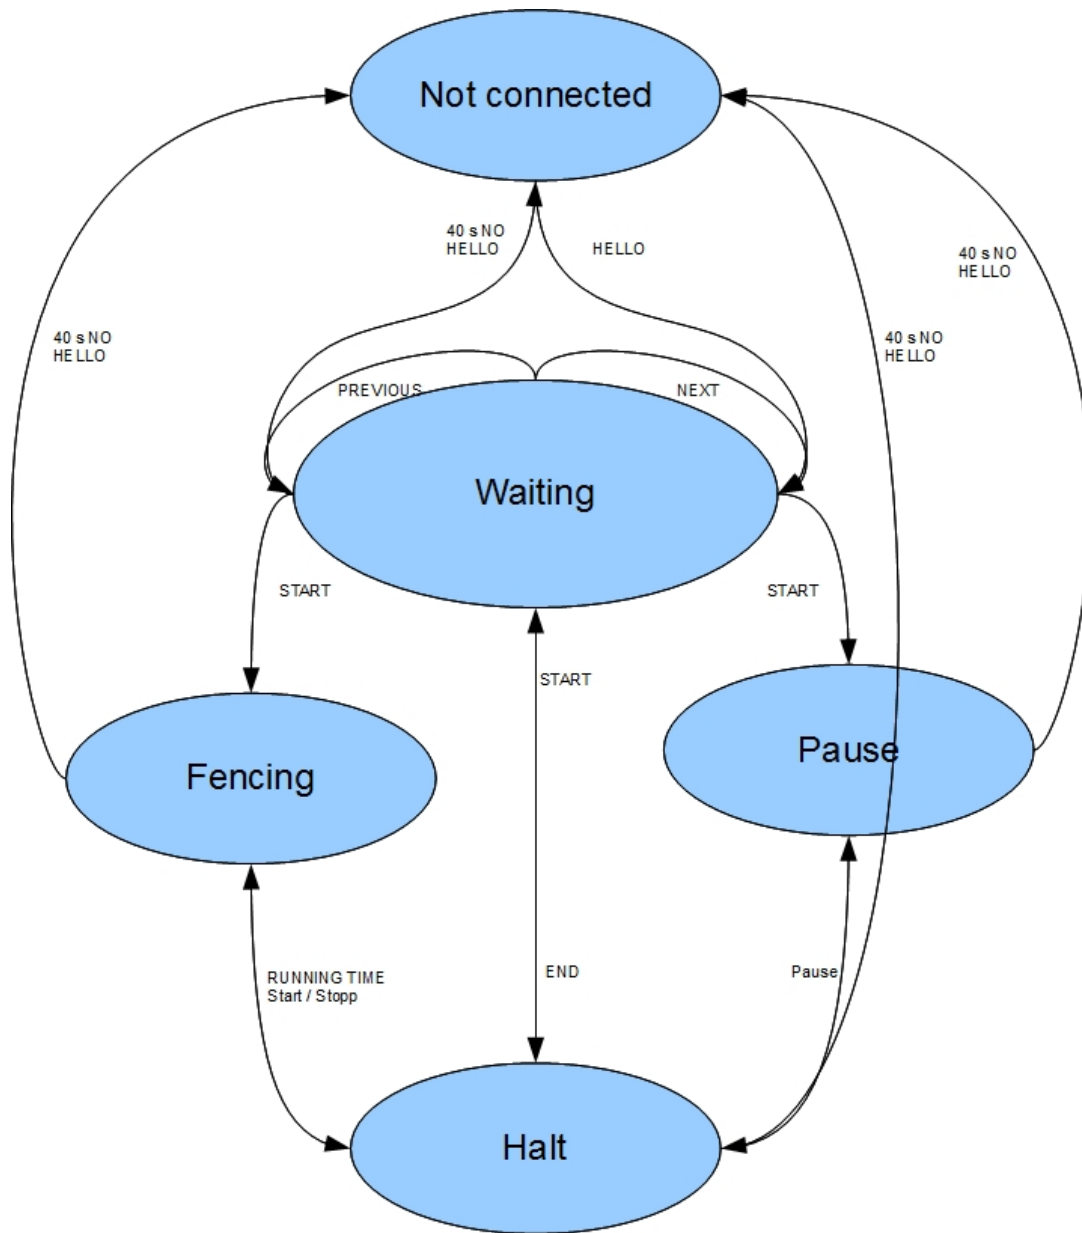 Not connected
40 s NO
HELLO
HELLO
40 s NO
HELLO
40 s NO
HELLO
40 s NO
HELLO
PREVIOUS
NEXT
Waiting
START
START
START
Pause
Fencing
RUNNING TIME
Start / Stopp
END
Pause
Halt